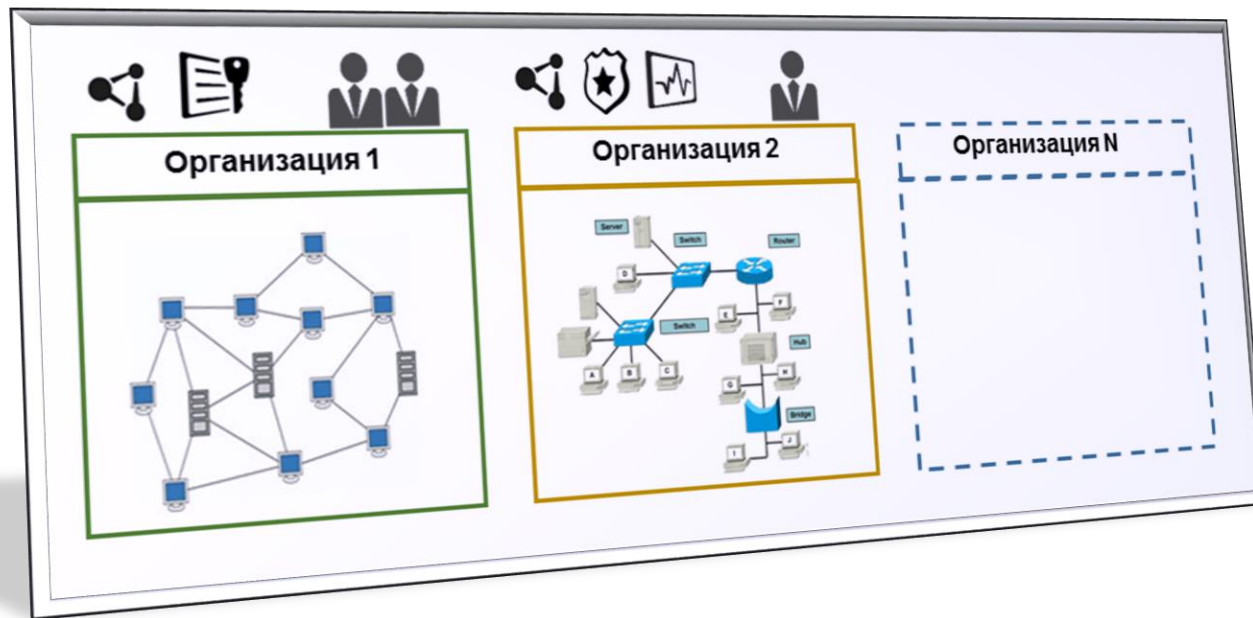 Организация 1
Организация 2
Организация N
Server
Switch
Router
D
F
E
Switch
Hub
A
B
C
G
H
Bridge
I
J